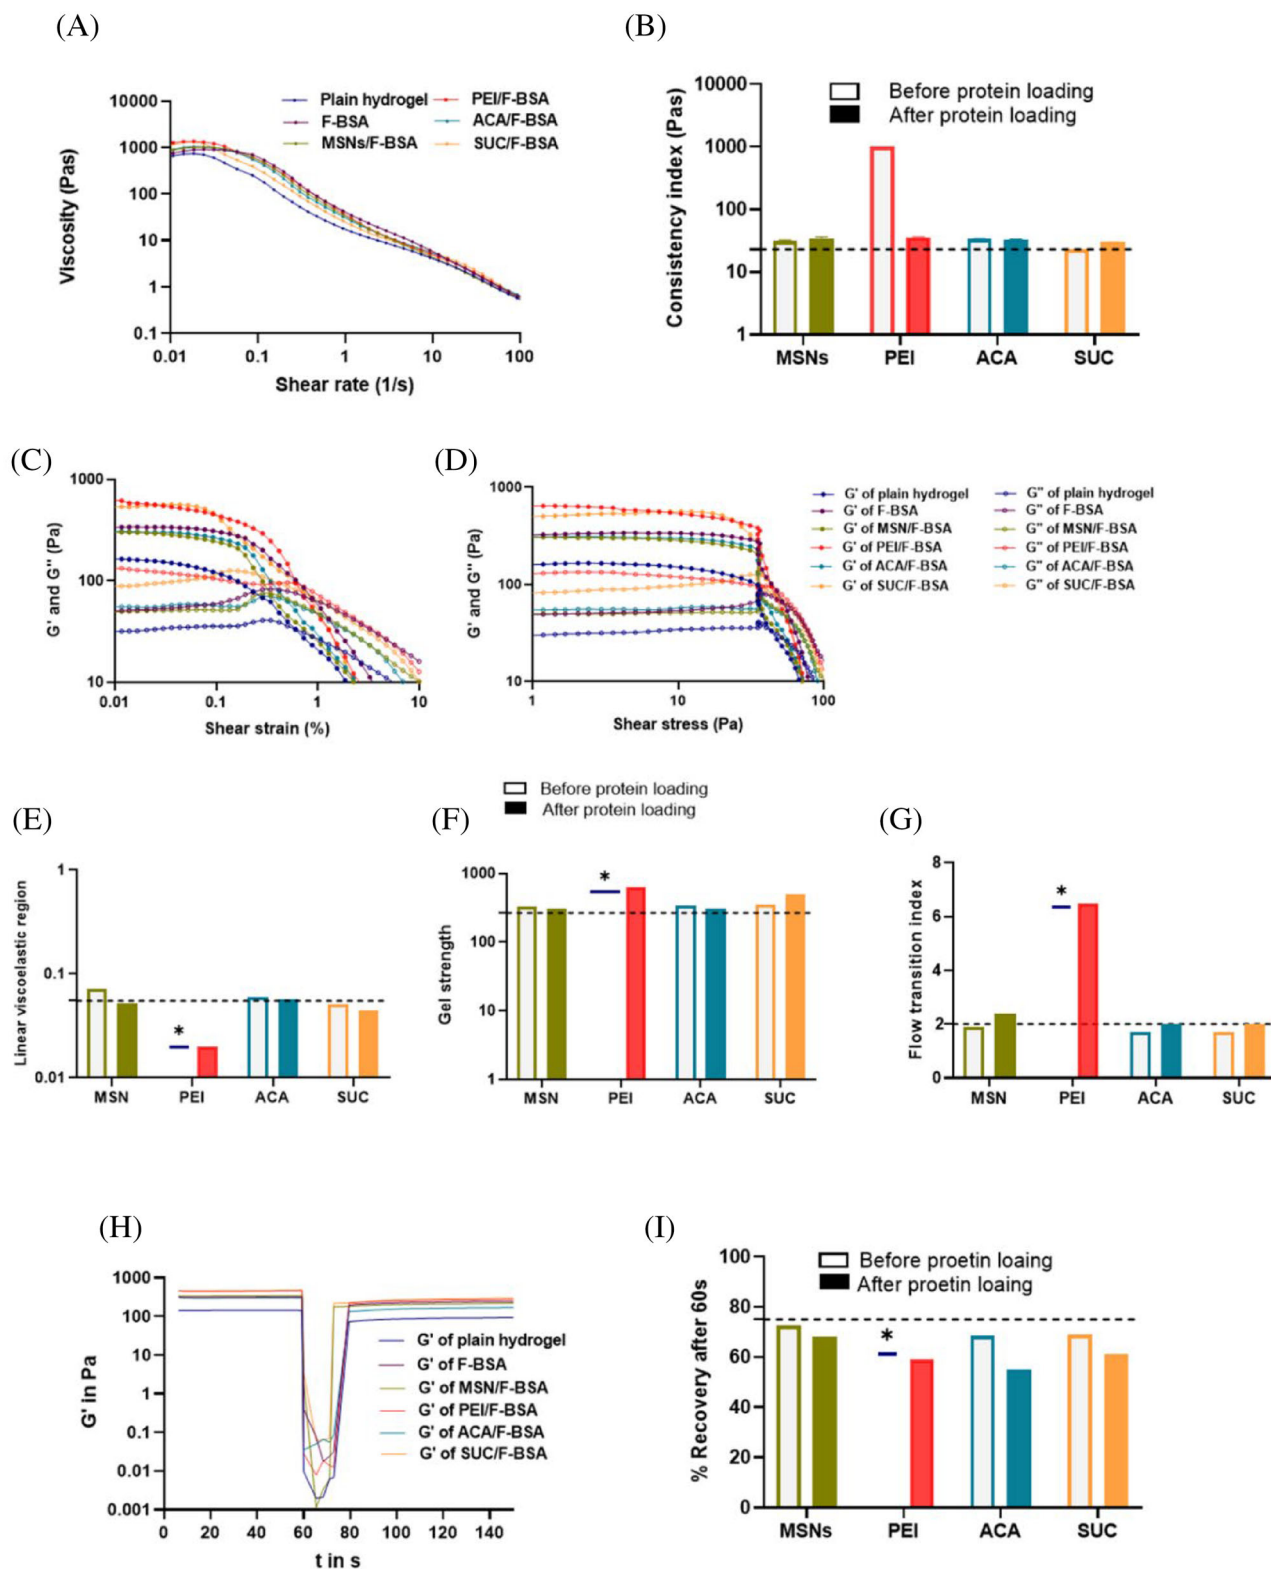 (A)
Plain hydrogel
F-BSA
MSNs/F-BSA
PEI/F-BSA
ACA/F-BSA
SUC/F-BSA
Viscosity (Pas)
10000
1000
100
10
1
0.1
0.01 0.1 1 10 100
Shear rate (1/s)
(B)
Before protein loading
After protein loading
Consistency index (Pas)
10000
1000
100
10
1
MSNs PEI ACA SUC
(C)
G' and G'' (Pa)
1000
100
10
0.01 0.1 1 10
Shear strain (%)
(D)
G' and G'' (Pa)
1000
100
10
1 10 100
Shear stress (Pa)
G' of plain hydrogel
G' of F-BSA
G' of MSN/F-BSA
G' of PEI/F-BSA
G' of ACA/F-BSA
G' of SUC/F-BSA
G'' of plain hydrogel
G'' of F-BSA
G'' of MSN/F-BSA
G'' of PEI/F-BSA
G'' of ACA/F-BSA
G'' of SUC/F-BSA
Before protein loading
After protein loading
(E)
Linear viscoelastic region
1
0.1
0.01
*
MSN PEI ACA SUC
(F)
Gel strength
1000
100
10
1
*
MSN PEI ACA SUC
(G)
Flow transition index
8
6
4
2
0
*
MSN PEI ACA SUC
(H)
G' in Pa
1000
100
10
1
0.1
0.01
0.001
0 20 40 60 80 100 120 140
t in s
G' of plain hydrogel
G' of F-BSA
G' of MSN/F-BSA
G' of PEI/F-BSA
G' of ACA/F-BSA
G' of SUC/F-BSA
(I)
Before proetin loaing
After proetin loaing
% Recovery after 60s
100
80
60
40
20
0
*
MSNs PEI ACA SUC